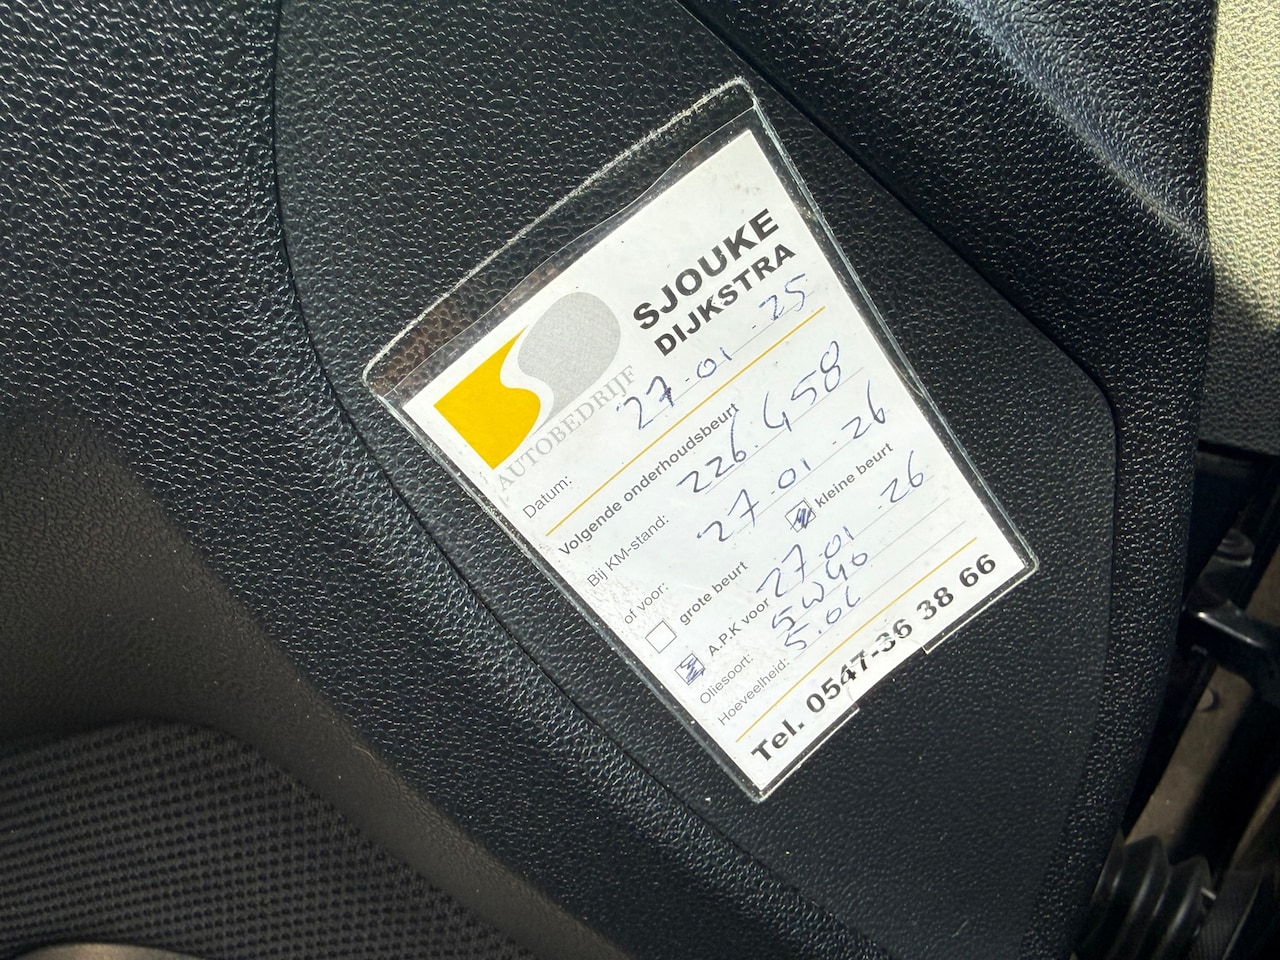 SJOUKE
DIJKSTRA
AUTOBEDRIJF
Datum: 27-01-25
Volgende onderhoudsbeurt
Bij KM-stand: 226.458
of voor: 27-01-26
grote beurt kleine beurt
A.P.K voor 27-01-26
Oliesoort: 5W40
Hoeveelheid: 5.0L
Tel. 0547-36 38 66